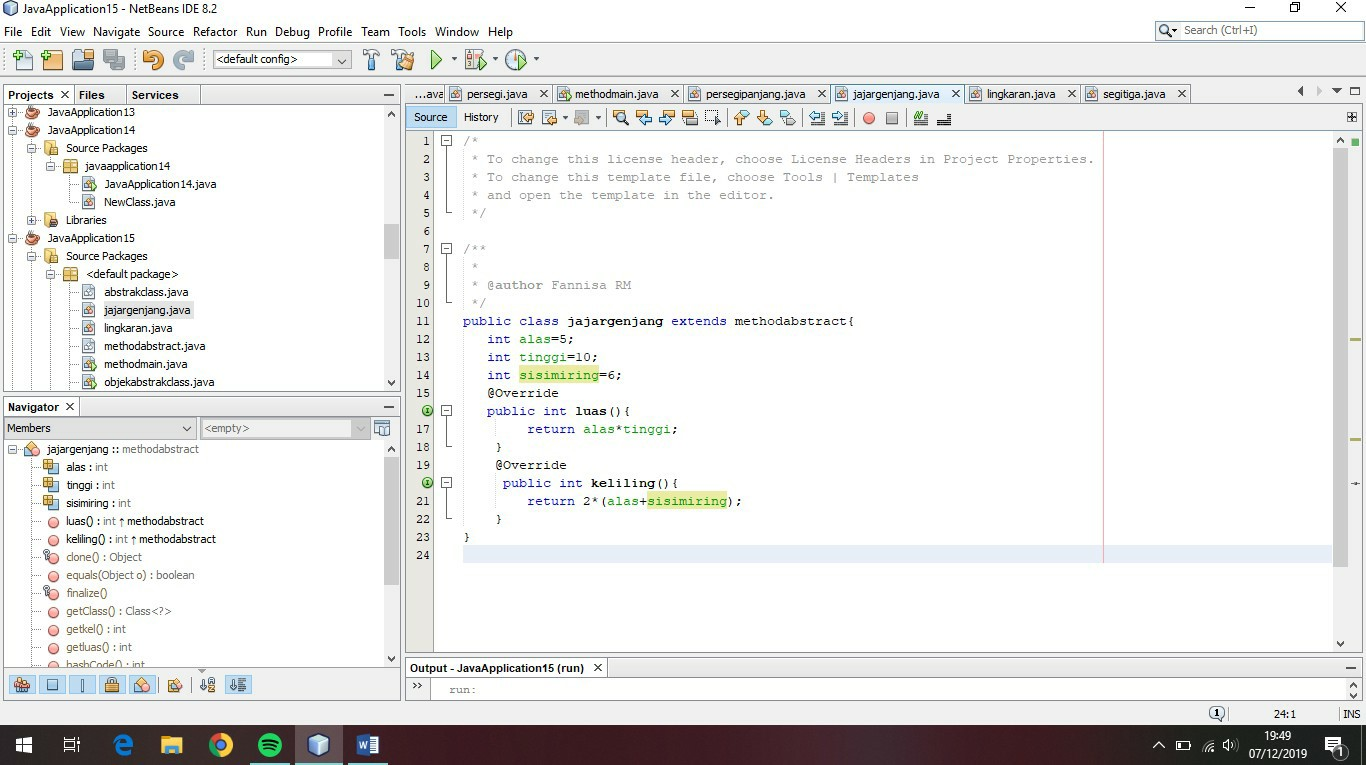 JavaApplication15 - NetBeans IDE 8.2
File Edit View Navigate Source Refactor Run Debug Profile Team Tools Window Help
Search (Ctrl+I)
<default config>
Projects Files Services
JavaApplication13
JavaApplication14
Source Packages
javaapplication14
JavaApplication14.java
NewClass.java
Libraries
JavaApplication15
Source Packages
<default package>
abstrakclass.java
jajargenjang.java
lingkaran.java
methodabstract.java
methodmain.java
objekabstrakclass.java
Navigator
Members
<empty>
jajargenjang :: methodabstract
alas : int
tinggi : int
sisimiring : int
luas() : int ↑ methodabstract
keliling() : int ↑ methodabstract
clone() : Object
equals(Object o) : boolean
finalize()
getClass() : Class<?>
getkel() : int
getluas() : int
hashCode() : int
...ava persegi.java methodmain.java persegipanjang.java jajargenjang.java lingkaran.java segitiga.java
Source History
1 /*
2 * To change this license header, choose License Headers in Project Properties.
3 * To change this template file, choose Tools | Templates
4 * and open the template in the editor.
5 */
6
7 /**
8 *
9 * @author Fannisa RM
10 */
11 public class jajargenjang extends methodabstract{
12 int alas=5;
13 int tinggi=10;
14 int sisimiring=6;
15 @Override
public int luas(){
17 return alas*tinggi;
18 }
19 @Override
public int keliling(){
21 return 2*(alas+sisimiring);
22 }
23 }
24
Output - JavaApplication15 (run)
run:
1
24:1
INS
19:49
07/12/2019
1